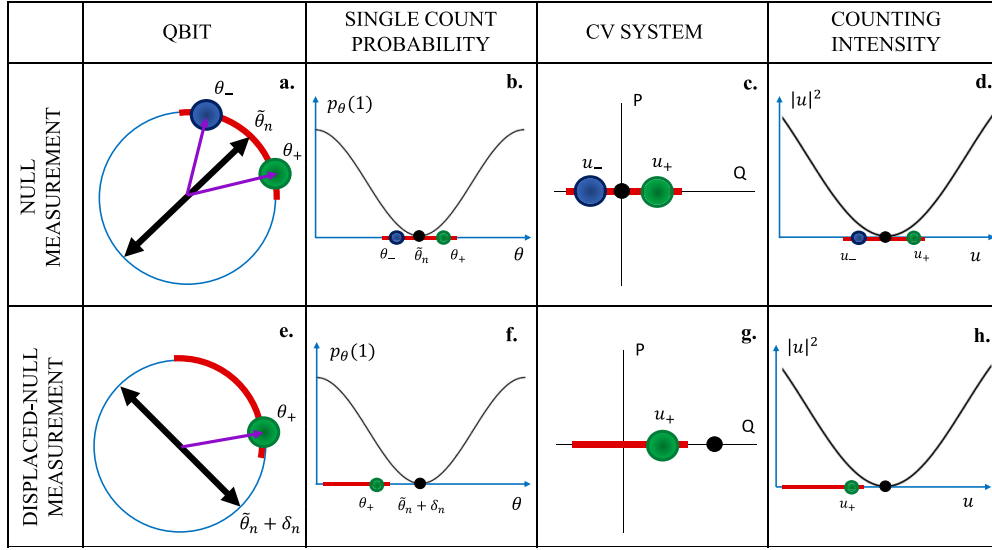 QBIT
SINGLE COUNT
PROBABILITY
CV SYSTEM
COUNTING
INTENSITY
NULL
MEASUREMENT
a.
θ₋
θ̃ₙ
θ₊
b.
p_θ(1)
θ₋
θ̃ₙ
θ₊
θ
c.
P
u₋
u₊
Q
d.
|u|²
u₋
u₊
u
DISPLACED-NULL
MEASUREMENT
e.
θ₊
θ̃ₙ + δₙ
f.
p_θ(1)
θ₊
θ̃ₙ + δₙ
θ
g.
P
u₊
Q
h.
|u|²
u₊
u